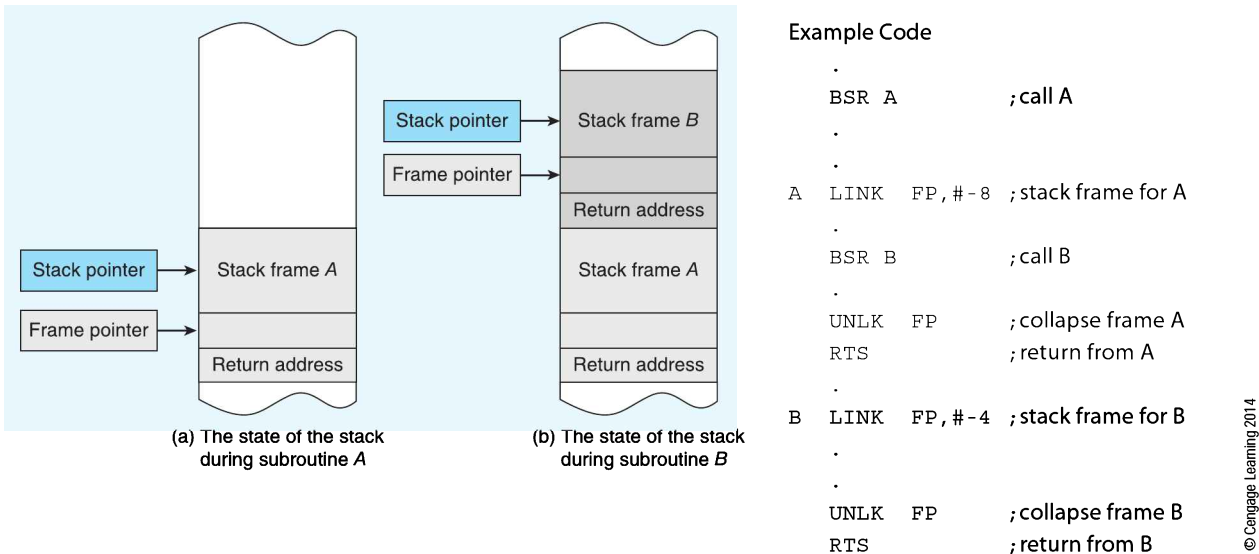 Stack pointer
Frame pointer
Stack frame A
Return address
(a) The state of the stack
during subroutine A
Stack pointer
Frame pointer
Stack frame B
Return address
Stack frame A
Return address
(b) The state of the stack
during subroutine B
Example Code
.
BSR A ;call A
.
.
A LINK FP,#-8 ;stack frame for A
.
BSR B ;call B
.
UNLK FP ;collapse frame A
RTS ;return from A
.
B LINK FP,#-4 ;stack frame for B
.
.
UNLK FP ;collapse frame B
RTS ;return from B
© Cengage Learning 2014